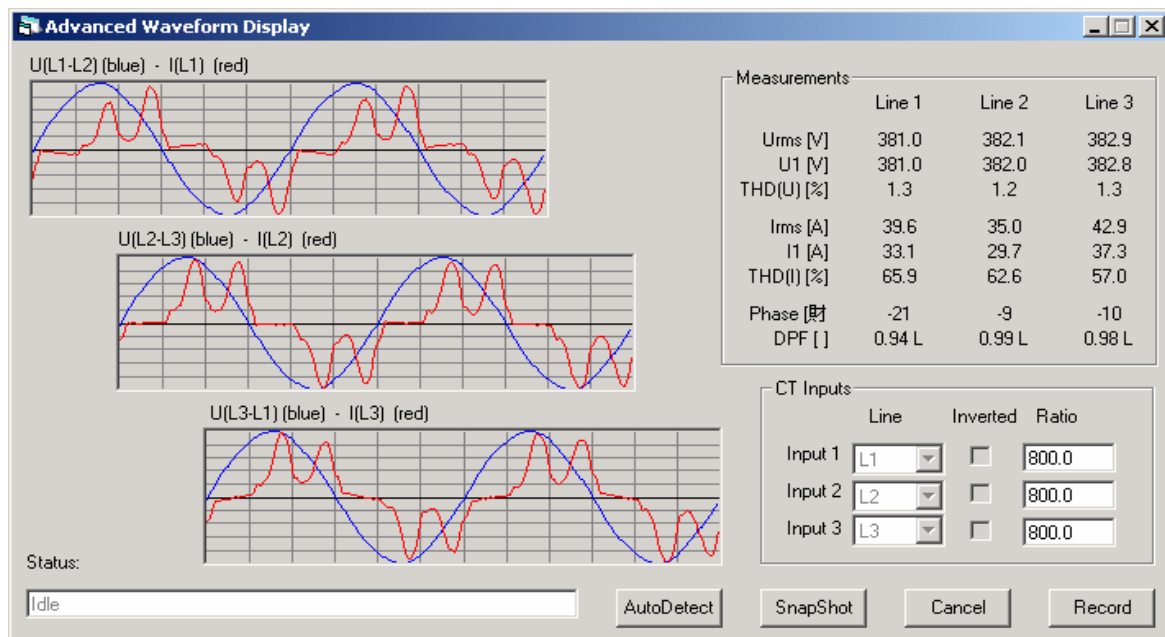 Advanced Waveform Display
U(L1-L2) (blue) - I(L1) (red)
U(L2-L3) (blue) - I(L2) (red)
U(L3-L1) (blue) - I(L3) (red)
Measurements
Line 1 Line 2 Line 3
Urms [V] 381.0 382.1 382.9
U1 [V] 381.0 382.0 382.8
THD(U) [%] 1.3 1.2 1.3
Irms [A] 39.6 35.0 42.9
I1 [A] 33.1 29.7 37.3
THD(I) [%] 65.9 62.6 57.0
Phase [財 -21 -9 -10
DPF [ ] 0.94 L 0.99 L 0.98 L
CT Inputs
Line Inverted Ratio
Input 1 L1 800.0
Input 2 L2 800.0
Input 3 L3 800.0
Status:
Idle
AutoDetect SnapShot Cancel Record